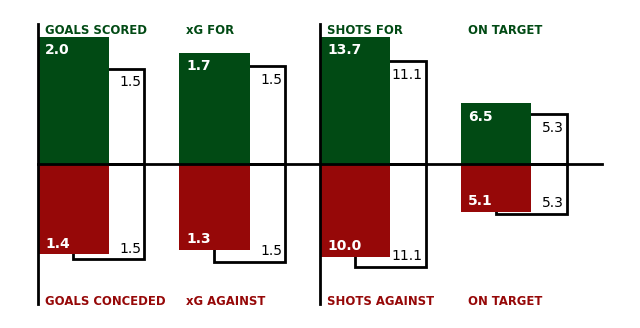 GOALS SCORED xG FOR SHOTS FOR ON TARGET
2.0 1.5 1.7 1.5 13.7 11.1 6.5 5.3
1.4 1.5 1.3 1.5 10.0 11.1 5.1 5.3
GOALS CONCEDED xG AGAINST SHOTS AGAINST ON TARGET